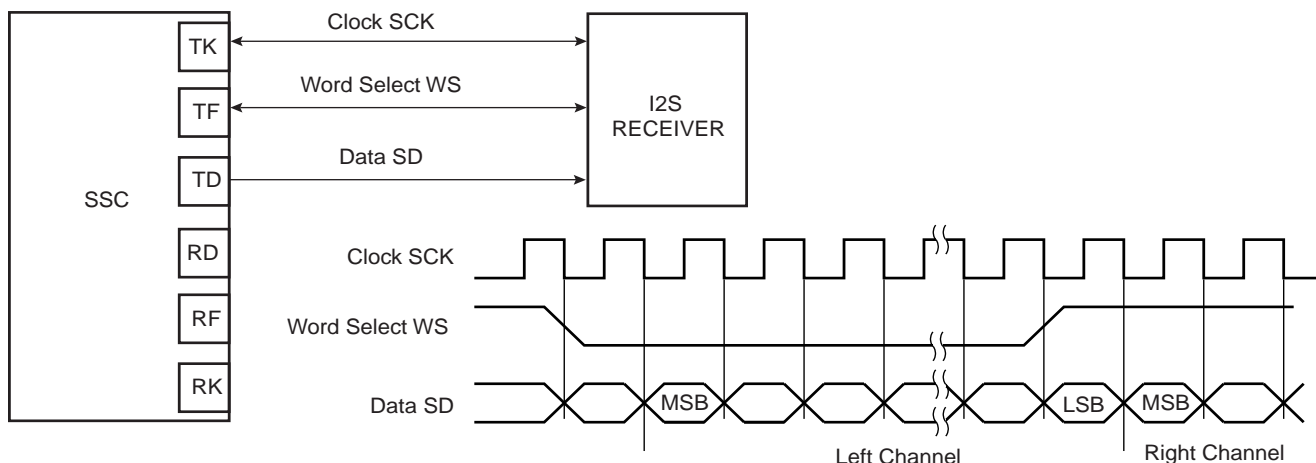 Clock SCK
TK
Word Select WS
TF
I2S
RECEIVER
Data SD
TD
SSC
RD
Clock SCK
RF
Word Select WS
RK
Data SD
MSB
LSB
MSB
Left Channel
Right Channel